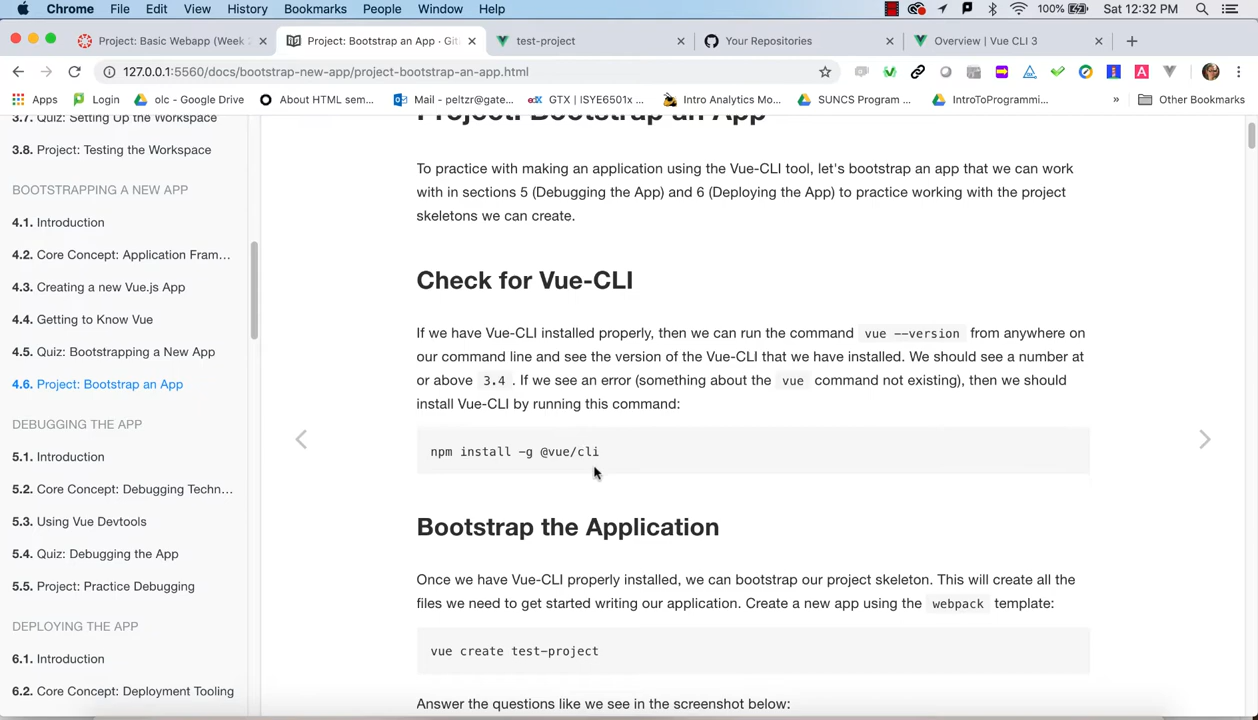 Chrome File Edit View History Bookmarks People Window Help 100% Sat 12:32 PM
Project: Basic Webapp (Week
Project: Bootstrap an App · Git
test-project
Your Repositories
Overview | Vue CLI 3
127.0.0.1:5560/docs/bootstrap-new-app/project-bootstrap-an-app.html
Apps Login olc - Google Drive About HTML sem... Mail - peltzr@gate... GTX | ISYE6501x ... Intro Analytics Mo... SUNCS Program ... IntroToProgrammi... » Other Bookmarks
3.7. Quiz: Setting Up the Workspace
3.8. Project: Testing the Workspace
BOOTSTRAPPING A NEW APP
4.1. Introduction
4.2. Core Concept: Application Fram...
4.3. Creating a new Vue.js App
4.4. Getting to Know Vue
4.5. Quiz: Bootstrapping a New App
4.6. Project: Bootstrap an App
DEBUGGING THE APP
5.1. Introduction
5.2. Core Concept: Debugging Techn...
5.3. Using Vue Devtools
5.4. Quiz: Debugging the App
5.5. Project: Practice Debugging
DEPLOYING THE APP
6.1. Introduction
6.2. Core Concept: Deployment Tooling
Project: Bootstrap an App
To practice with making an application using the Vue-CLI tool, let's bootstrap an app that we can work
with in sections 5 (Debugging the App) and 6 (Deploying the App) to practice working with the project
skeletons we can create.
Check for Vue-CLI
If we have Vue-CLI installed properly, then we can run the command vue --version from anywhere on
our command line and see the version of the Vue-CLI that we have installed. We should see a number at
or above 3.4 . If we see an error (something about the vue command not existing), then we should
install Vue-CLI by running this command:
npm install -g @vue/cli
Bootstrap the Application
Once we have Vue-CLI properly installed, we can bootstrap our project skeleton. This will create all the
files we need to get started writing our application. Create a new app using the webpack template:
vue create test-project
Answer the questions like we see in the screenshot below: